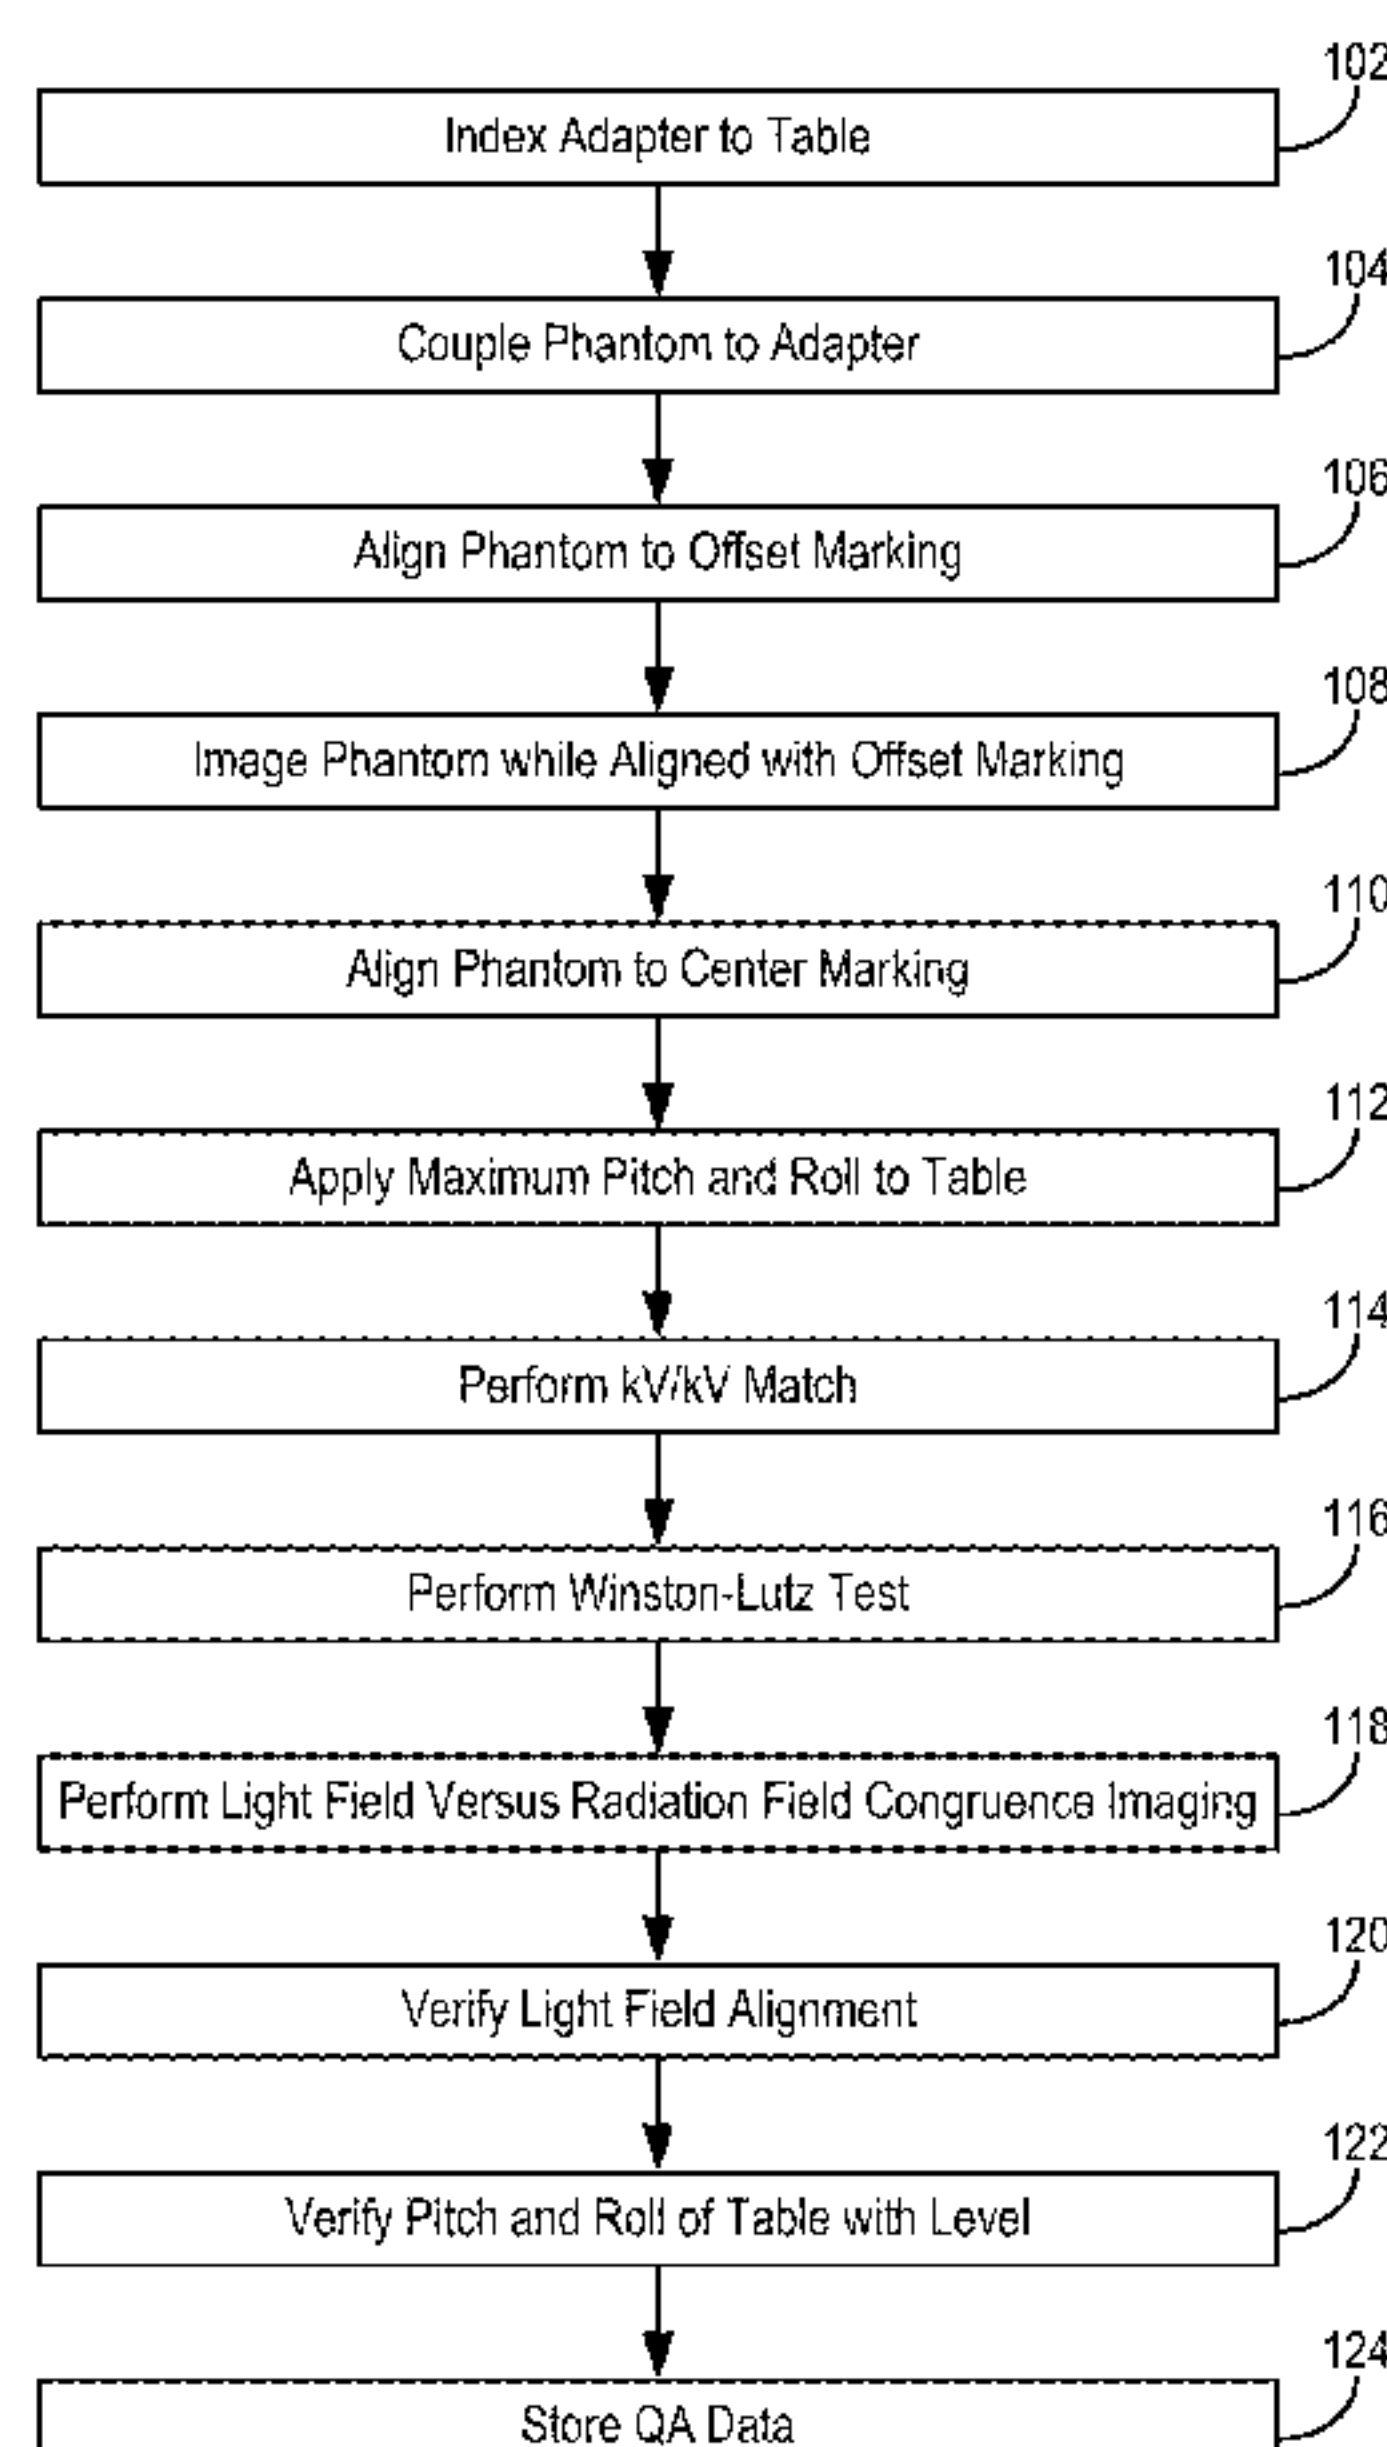 102
Index Adapter to Table
104
Couple Phantom to Adapter
106
Align Phantom to Offset Marking
108
Image Phantom while Aligned with Offset Marking
110
Align Phantom to Center Marking
112
Apply Maximum Pitch and Roll to Table
114
Perform kV/kV Match
116
Perform Winston-Lutz Test
118
Perform Light Field Versus Radiation Field Congruence Imaging
120
Verify Light Field Alignment
122
Verify Pitch and Roll of Table with Level
124
Store QA Data